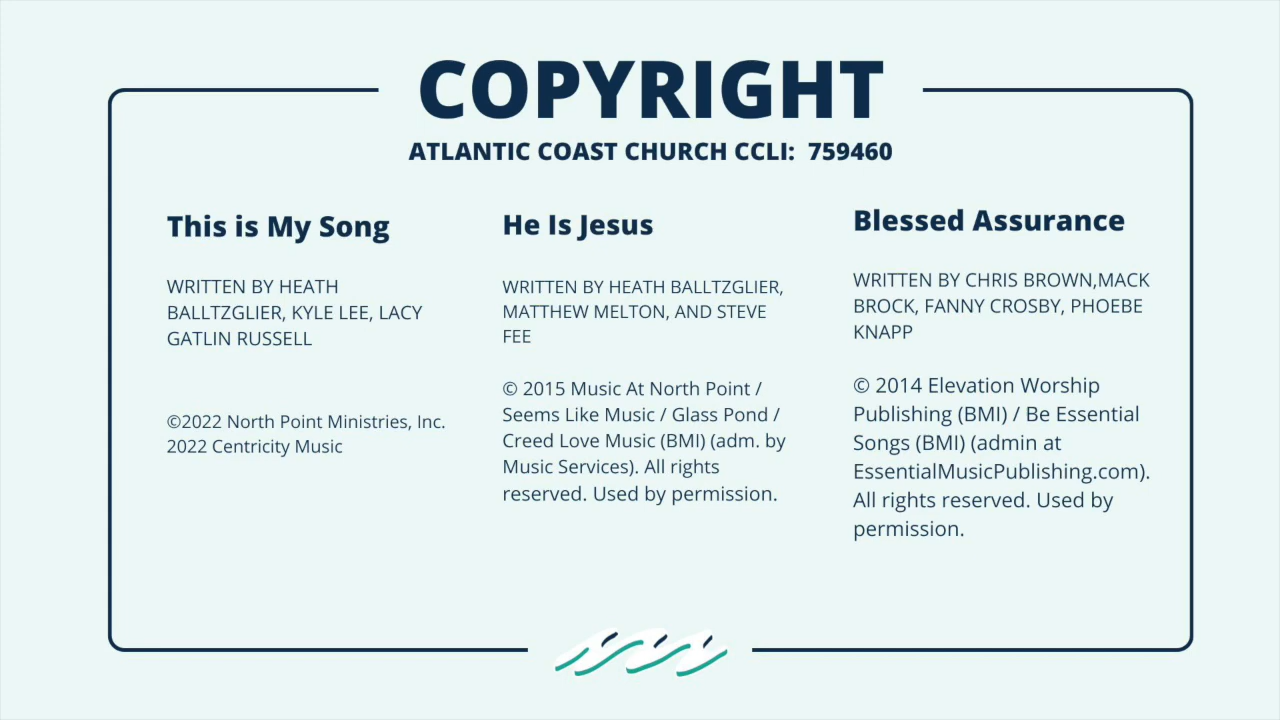 COPYRIGHT
ATLANTIC COAST CHURCH CCLI: 759460
This is My Song
WRITTEN BY HEATH
BALLTZGLIER, KYLE LEE, LACY
GATLIN RUSSELL
©2022 North Point Ministries, Inc.
2022 Centricity Music
He Is Jesus
WRITTEN BY HEATH BALLTZGLIER,
MATTHEW MELTON, AND STEVE
FEE
© 2015 Music At North Point /
Seems Like Music / Glass Pond /
Creed Love Music (BMI) (adm. by
Music Services). All rights
reserved. Used by permission.
Blessed Assurance
WRITTEN BY CHRIS BROWN,MACK
BROCK, FANNY CROSBY, PHOEBE
KNAPP
© 2014 Elevation Worship
Publishing (BMI) / Be Essential
Songs (BMI) (admin at
EssentialMusicPublishing.com).
All rights reserved. Used by
permission.